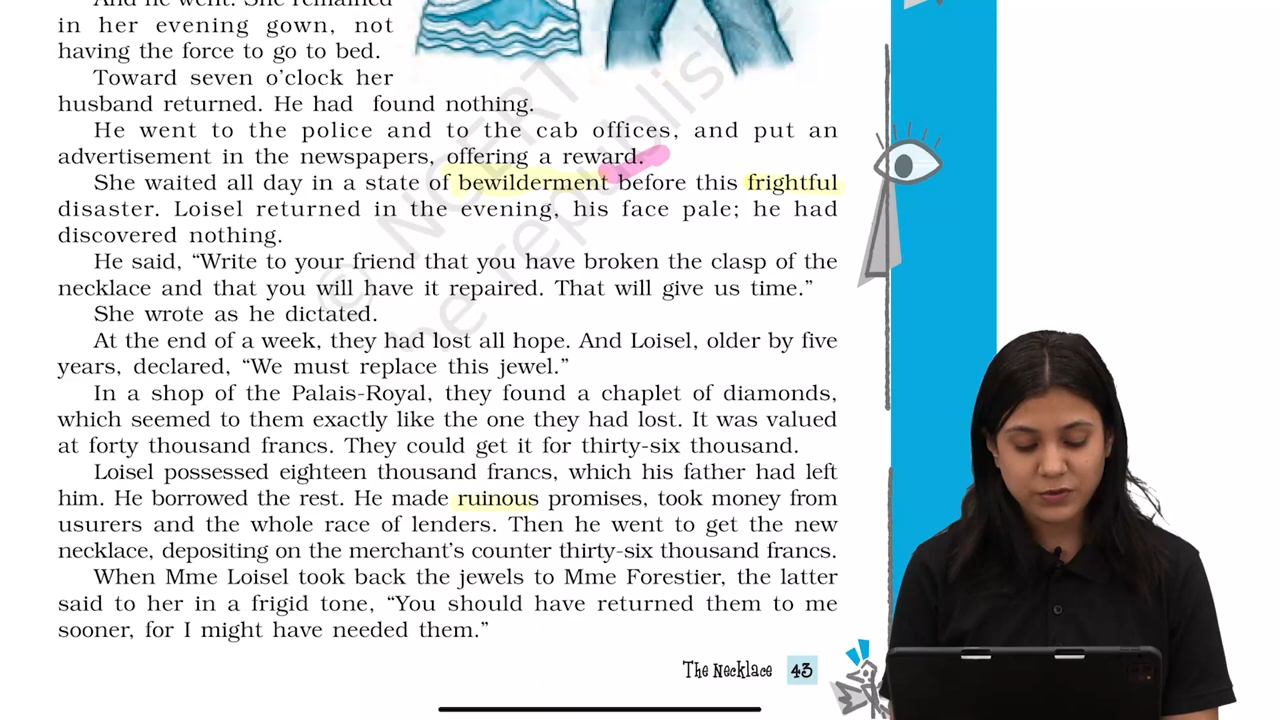 And he went. She remained
in her evening gown, not
having the force to go to bed.
Toward seven o'clock her
husband returned. He had found nothing.
He went to the police and to the cab offices, and put an
advertisement in the newspapers, offering a reward.
She waited all day in a state of bewilderment before this frightful
disaster. Loisel returned in the evening, his face pale; he had
discovered nothing.
He said, “Write to your friend that you have broken the clasp of the
necklace and that you will have it repaired. That will give us time.”
She wrote as he dictated.
At the end of a week, they had lost all hope. And Loisel, older by five
years, declared, “We must replace this jewel.”
In a shop of the Palais-Royal, they found a chaplet of diamonds,
which seemed to them exactly like the one they had lost. It was valued
at forty thousand francs. They could get it for thirty-six thousand.
Loisel possessed eighteen thousand francs, which his father had left
him. He borrowed the rest. He made ruinous promises, took money from
usurers and the whole race of lenders. Then he went to get the new
necklace, depositing on the merchant's counter thirty-six thousand francs.
When Mme Loisel took back the jewels to Mme Forestier, the latter
said to her in a frigid tone, “You should have returned them to me
sooner, for I might have needed them.”
The Necklace 43
© NCERT
be republish